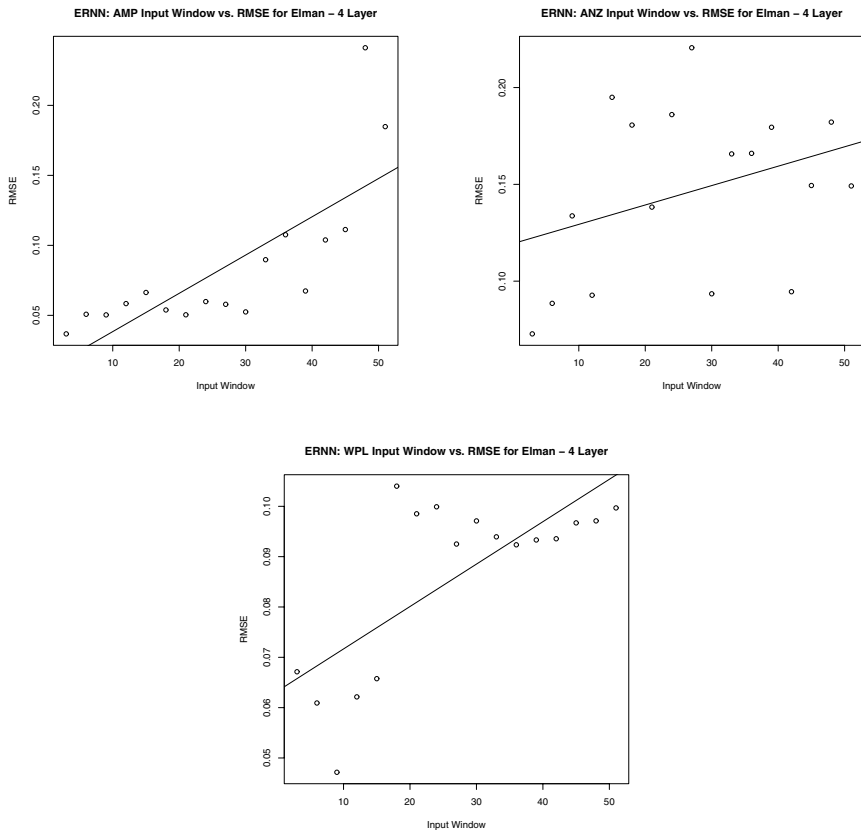 ERNN: AMP Input Window vs. RMSE for Elman − 4 Layer
RMSE
0.20
0.15
0.10
0.05
10 20 30 40 50
Input Window
ERNN: ANZ Input Window vs. RMSE for Elman − 4 Layer
RMSE
0.20
0.15
0.10
10 20 30 40 50
Input Window
ERNN: WPL Input Window vs. RMSE for Elman − 4 Layer
RMSE
0.10
0.09
0.08
0.07
0.06
0.05
10 20 30 40 50
Input Window